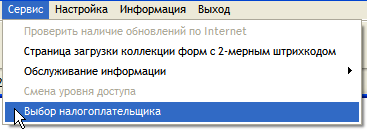 Сервис Настройка Информация Выход
Проверить наличие обновлений по Internet
Страница загрузки коллекции форм с 2-мерным штрихкодом
Обслуживание информации
Смена уровня доступа
Выбор налогоплательщика